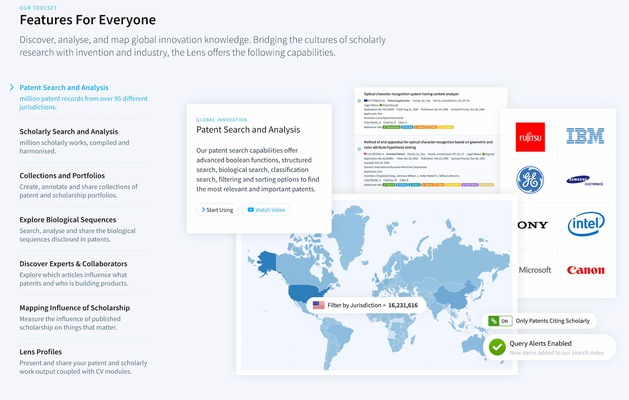 OUR TOOLSET
Features For Everyone
Discover, analyse, and map global innovation knowledge. Bridging the cultures of scholarly
research with invention and industry, the Lens offers the following capabilities.
Patent Search and Analysis
million patent records from over 95 different
jurisdictions.
Scholarly Search and Analysis
million scholarly works, compiled and
harmonised.
Collections and Portfolios
Create, annotate and share collections of
patent and scholarship portfolios.
Explore Biological Sequences
Search, analyse and share the biological
sequences disclosed in patents.
Discover Experts & Collaborators
Explore which articles influence what
patents and who is building products.
Mapping Influence of Scholarship
Measure the influence of published
scholarship on things that matter.
Lens Profiles
Present and share your patent and scholarly
work output coupled with CV modules.
GLOBAL INNOVATION
Patent Search and Analysis
Our patent search capabilities offer
advanced boolean functions, structured
search, biological search, classification
search, filtering and sorting options to find
the most relevant and important patents.
Start Using
Watch Video
Optical character recognition system having context analyzer
Method of and apparatus for optical character recognition based on geometric and
color attribute hypothesis testing
FUJITSU
IBM
GE
SAMSUNG
ELECTRONICS
ONY
intel
Microsoft
Canon
Filter by Jurisdiction = 16,231,616
ON
Only Patents Citing Scholarly
Query Alerts Enabled
New items added to our search index